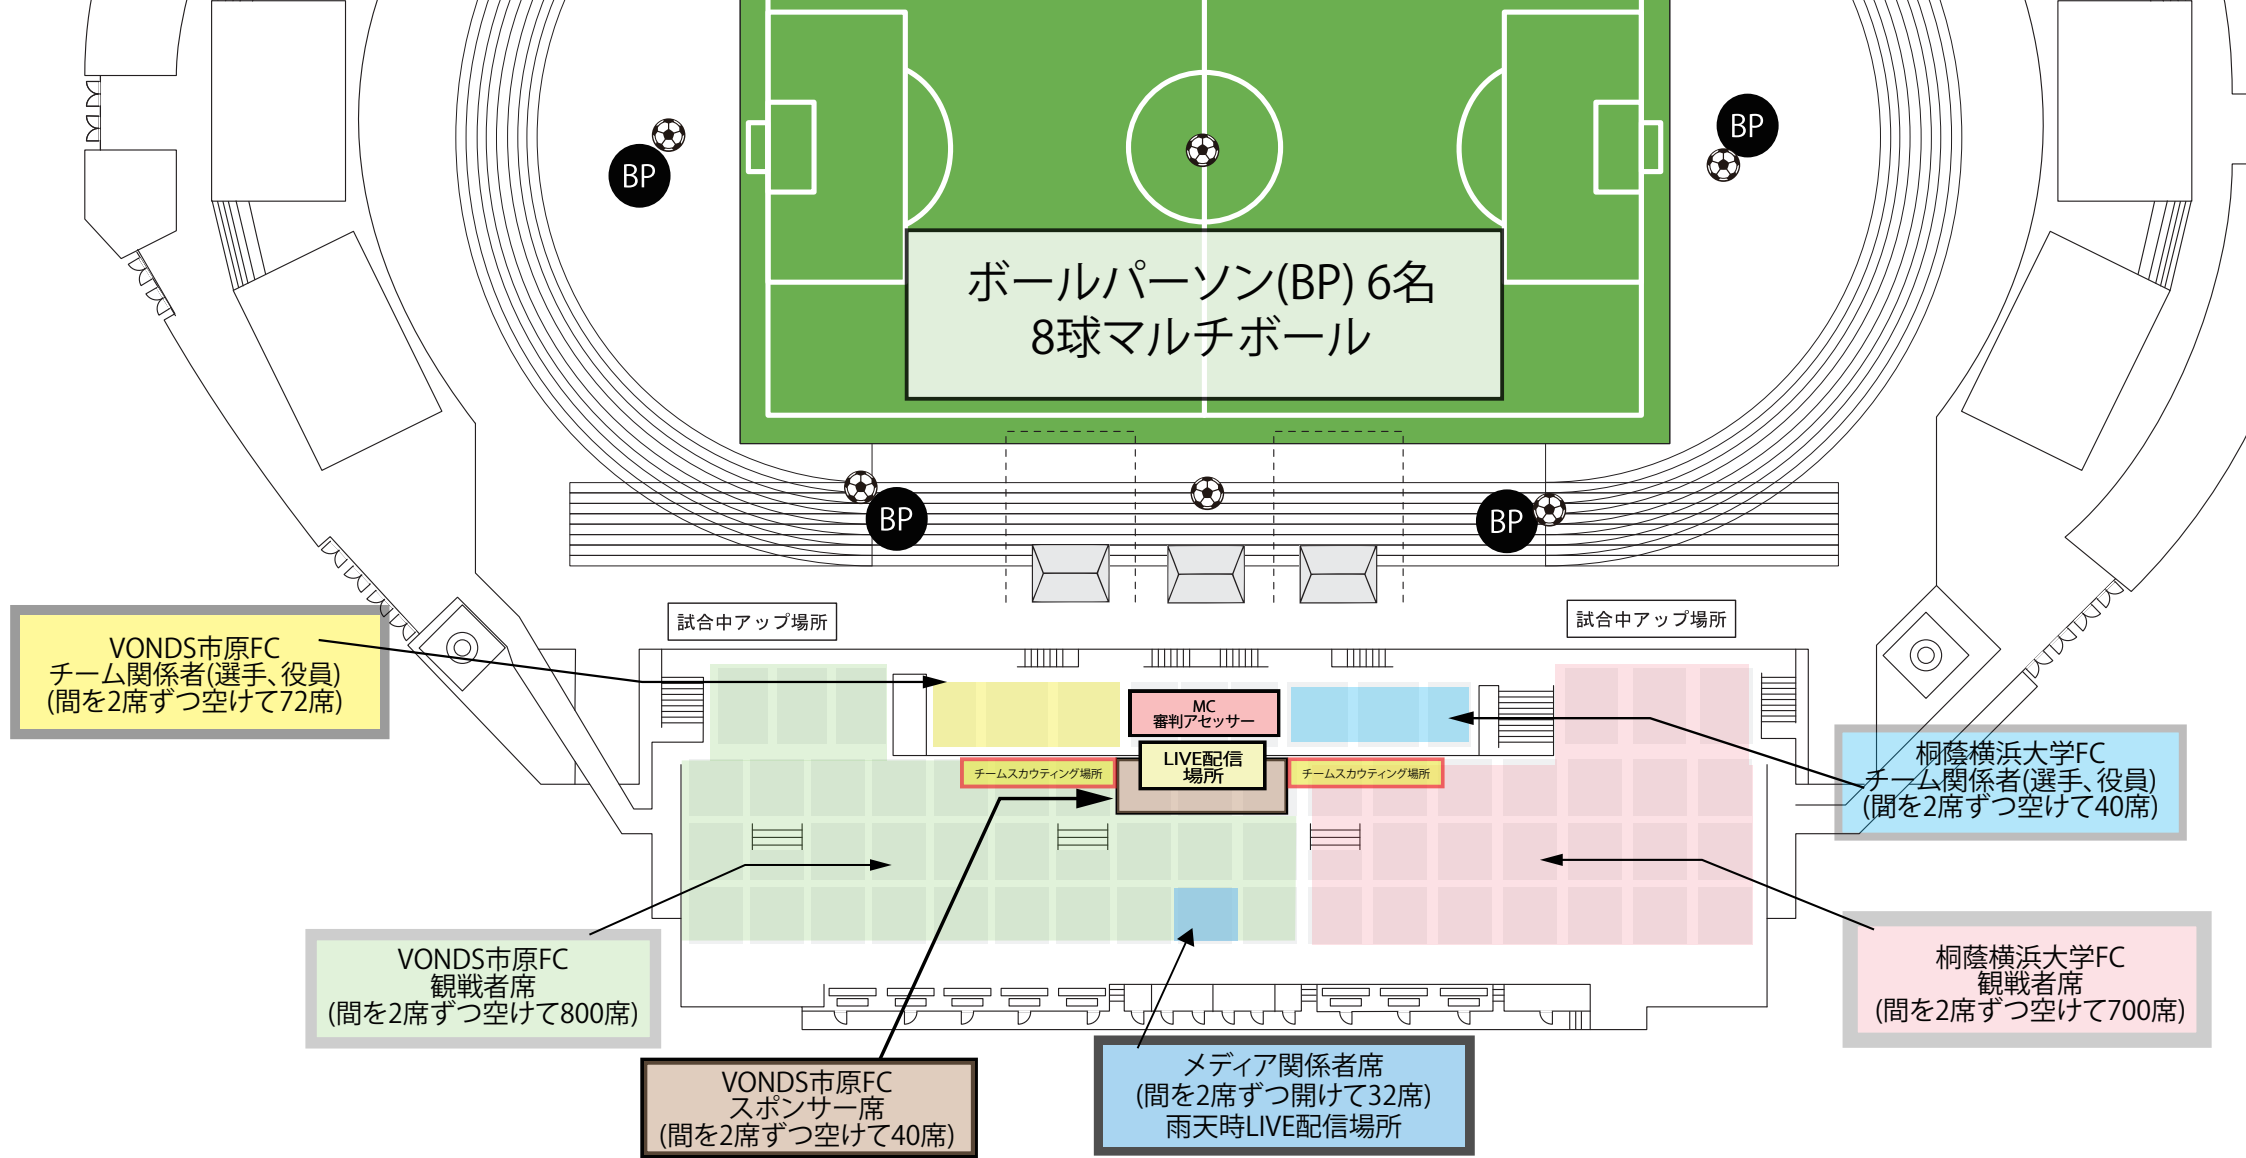 BP
BP
ボールパーソン(BP) 6名
8球マルチボール
BP
BP
試合中アップ場所
試合中アップ場所
VONDS市原FC
チーム関係者(選手、役員)
(間を2席ずつ空けて72席)
MC
審判アセッサー
LIVE配信
場所
チームスカウティング場所
チームスカウティング場所
桐蔭横浜大学FC
チーム関係者(選手、役員)
(間を2席ずつ空けて40席)
VONDS市原FC
観戦者席
(間を2席ずつ空けて800席)
桐蔭横浜大学FC
観戦者席
(間を2席ずつ空けて700席)
VONDS市原FC
スポンサー席
(間を2席ずつ空けて40席)
メディア関係者席
(間を2席ずつ開けて32席)
雨天時LIVE配信場所